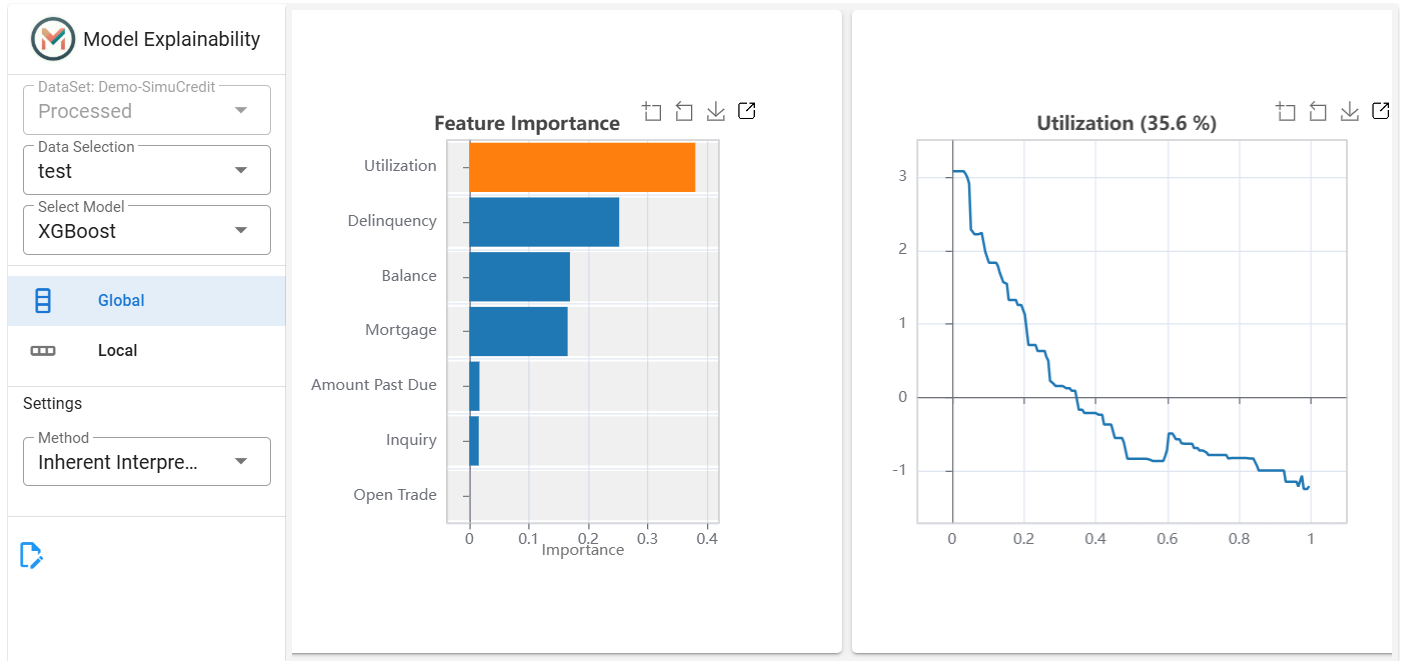 Model Explainability
DataSet: Demo-SimuCredit
Processed
Data Selection
test
Select Model
XGBoost
Global
Local
Settings
Method
Inherent Interpre...
Feature Importance
Utilization
Delinquency
Balance
Mortgage
Amount Past Due
Inquiry
Open Trade
0 0.1 0.2 0.3 0.4
Importance
Utilization (35.6 %)
3
2
1
0
-1
0 0.2 0.4 0.6 0.8 1